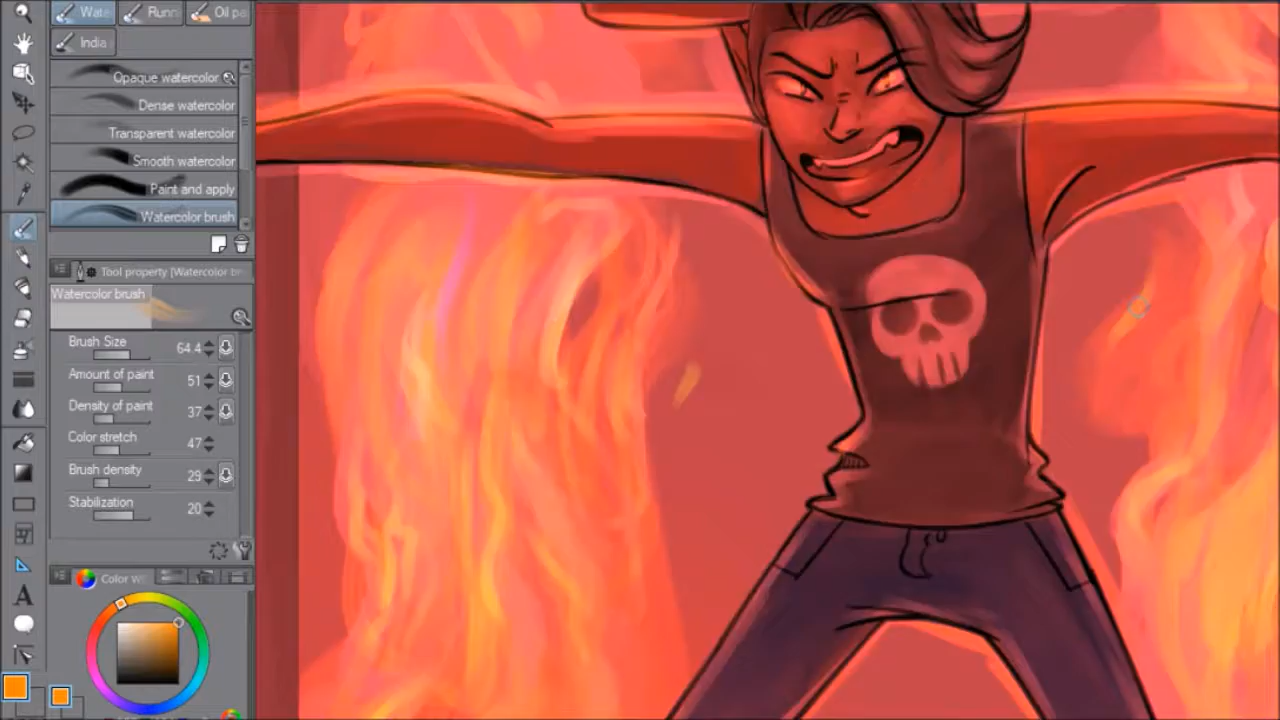 Wate
Runni
Oil pa
India
Opaque watercolor
Dense watercolor
Transparent watercolor
Smooth watercolor
Paint and apply
Watercolor brush
Tool property [Watercolor br
Watercolor brush
Brush Size 64.4
Amount of paint 51
Density of paint 37
Color stretch 47
Brush density 29
Stabilization 20
Color w